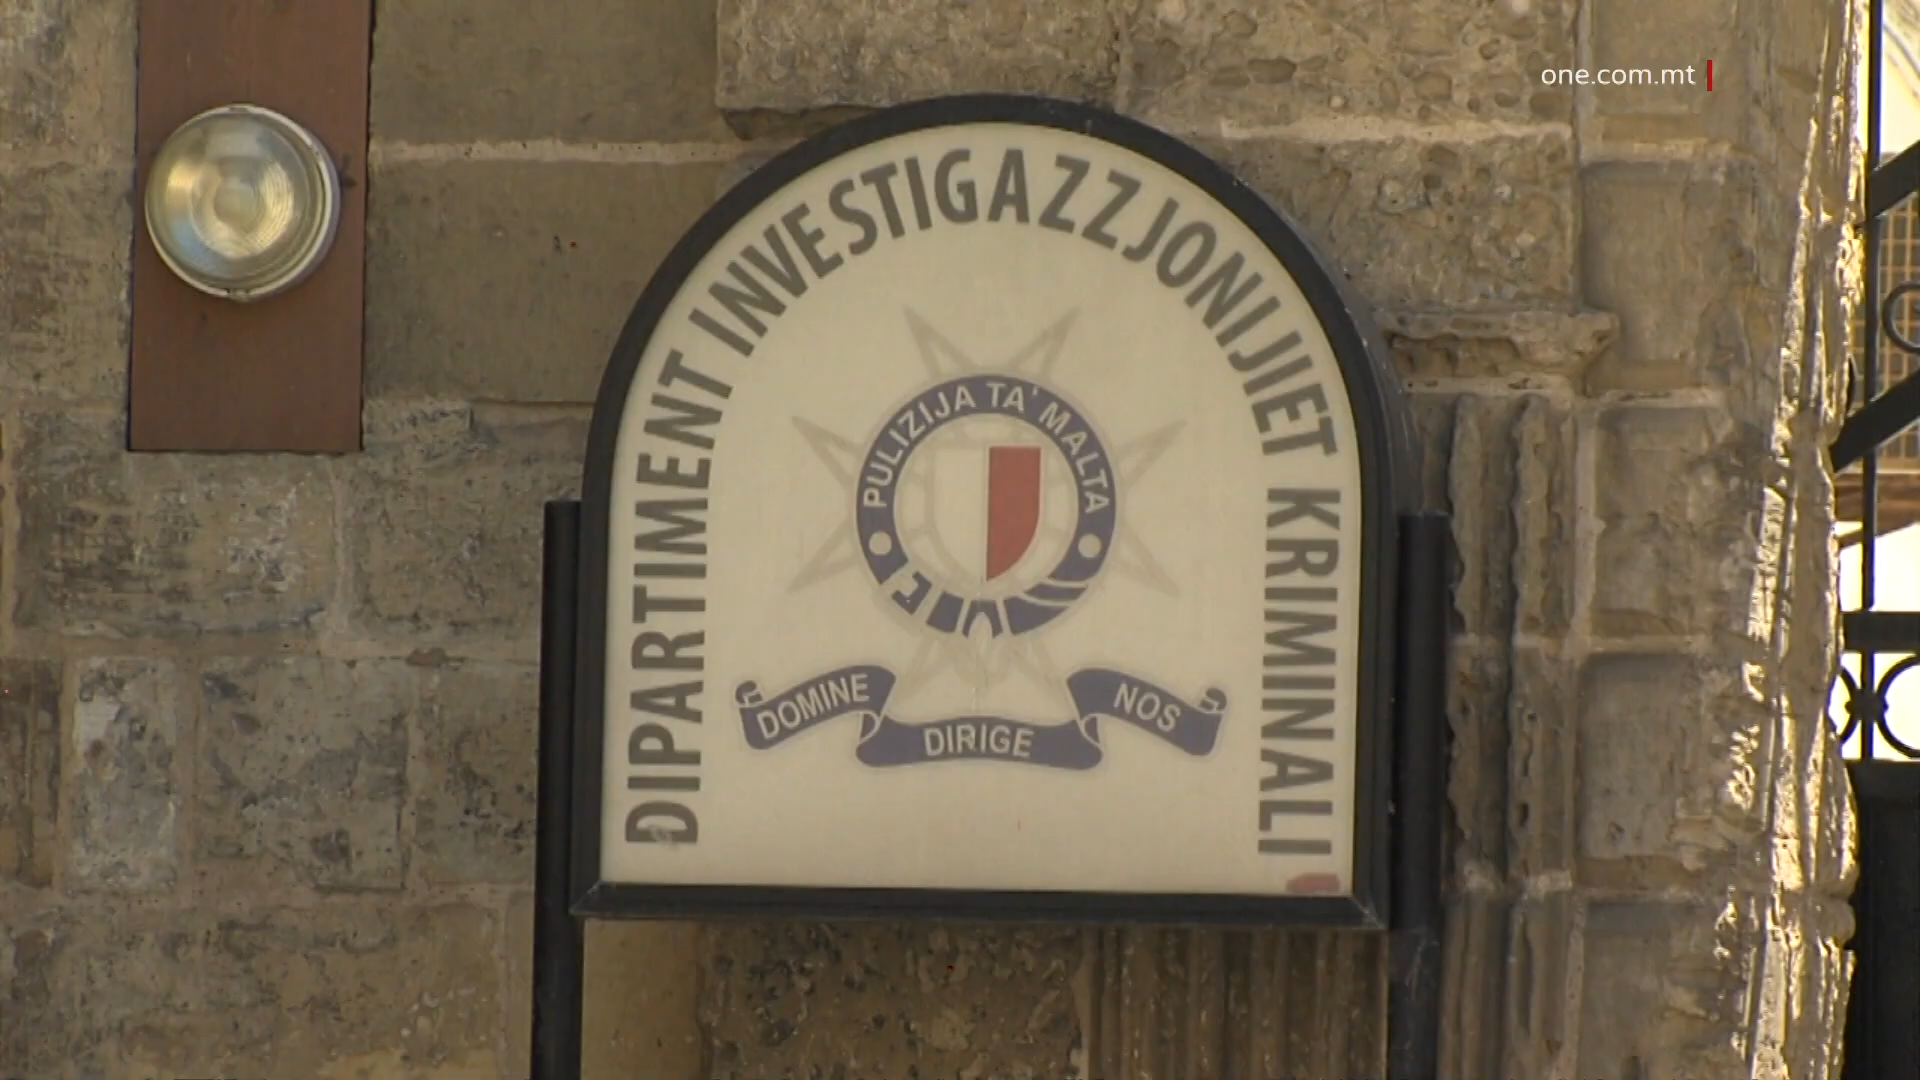 one.com.mt
DIPARTIMENT INVESTIGAZZJONIJIET KRIMINALI
PULIZIJA TA' MALTA
DOMINE
DIRIGE
NOS